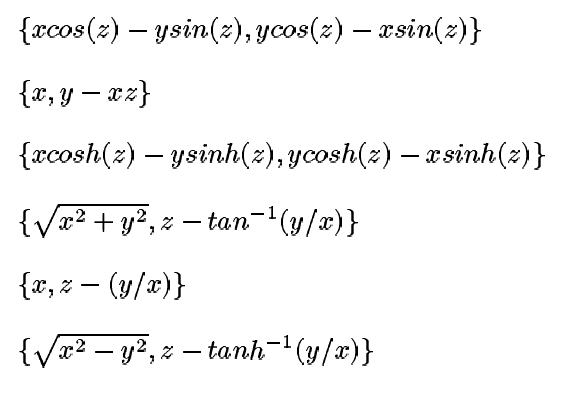 {xcos(z) − ysin(z), ycos(z) − xsin(z)}
{x, y − xz}
{xcosh(z) − ysinh(z), ycosh(z) − xsinh(z)}
{√(x² + y²), z − tan⁻¹(y/x)}
{x, z − (y/x)}
{√(x² − y²), z − tanh⁻¹(y/x)}